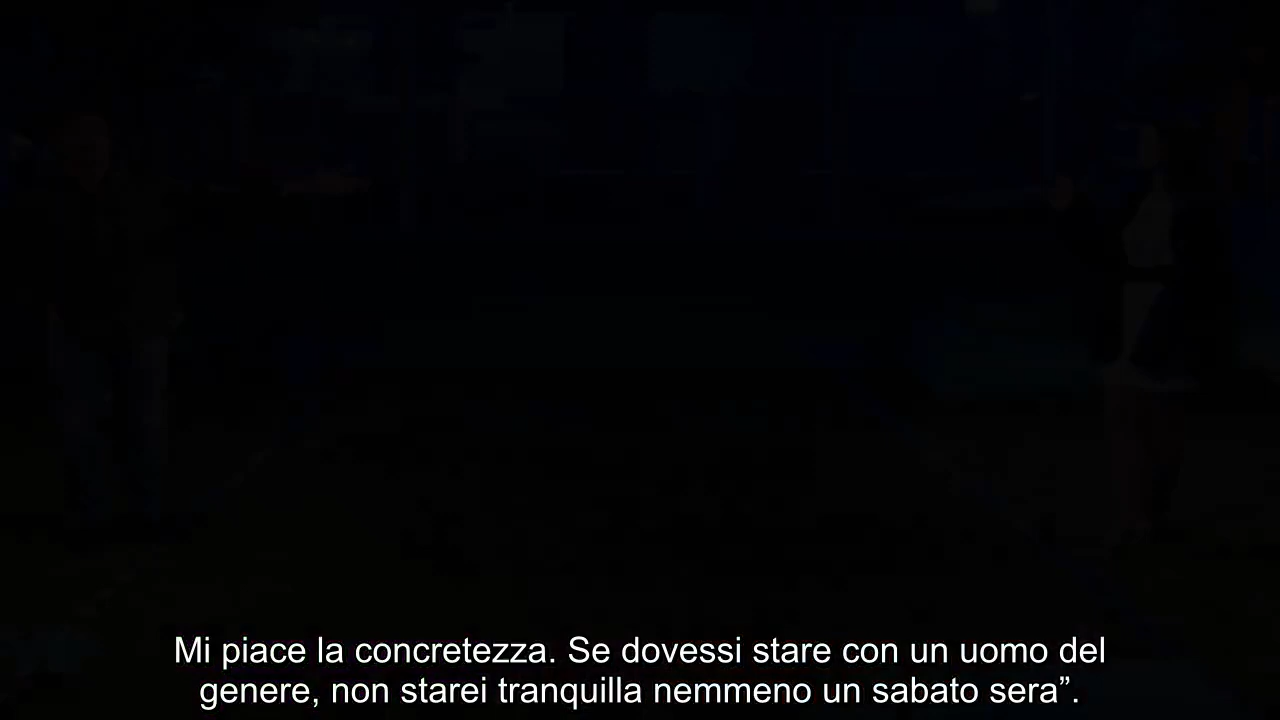 Mi piace la concretezza. Se dovessi stare con un uomo del
genere, non starei tranquilla nemmeno un sabato sera”.